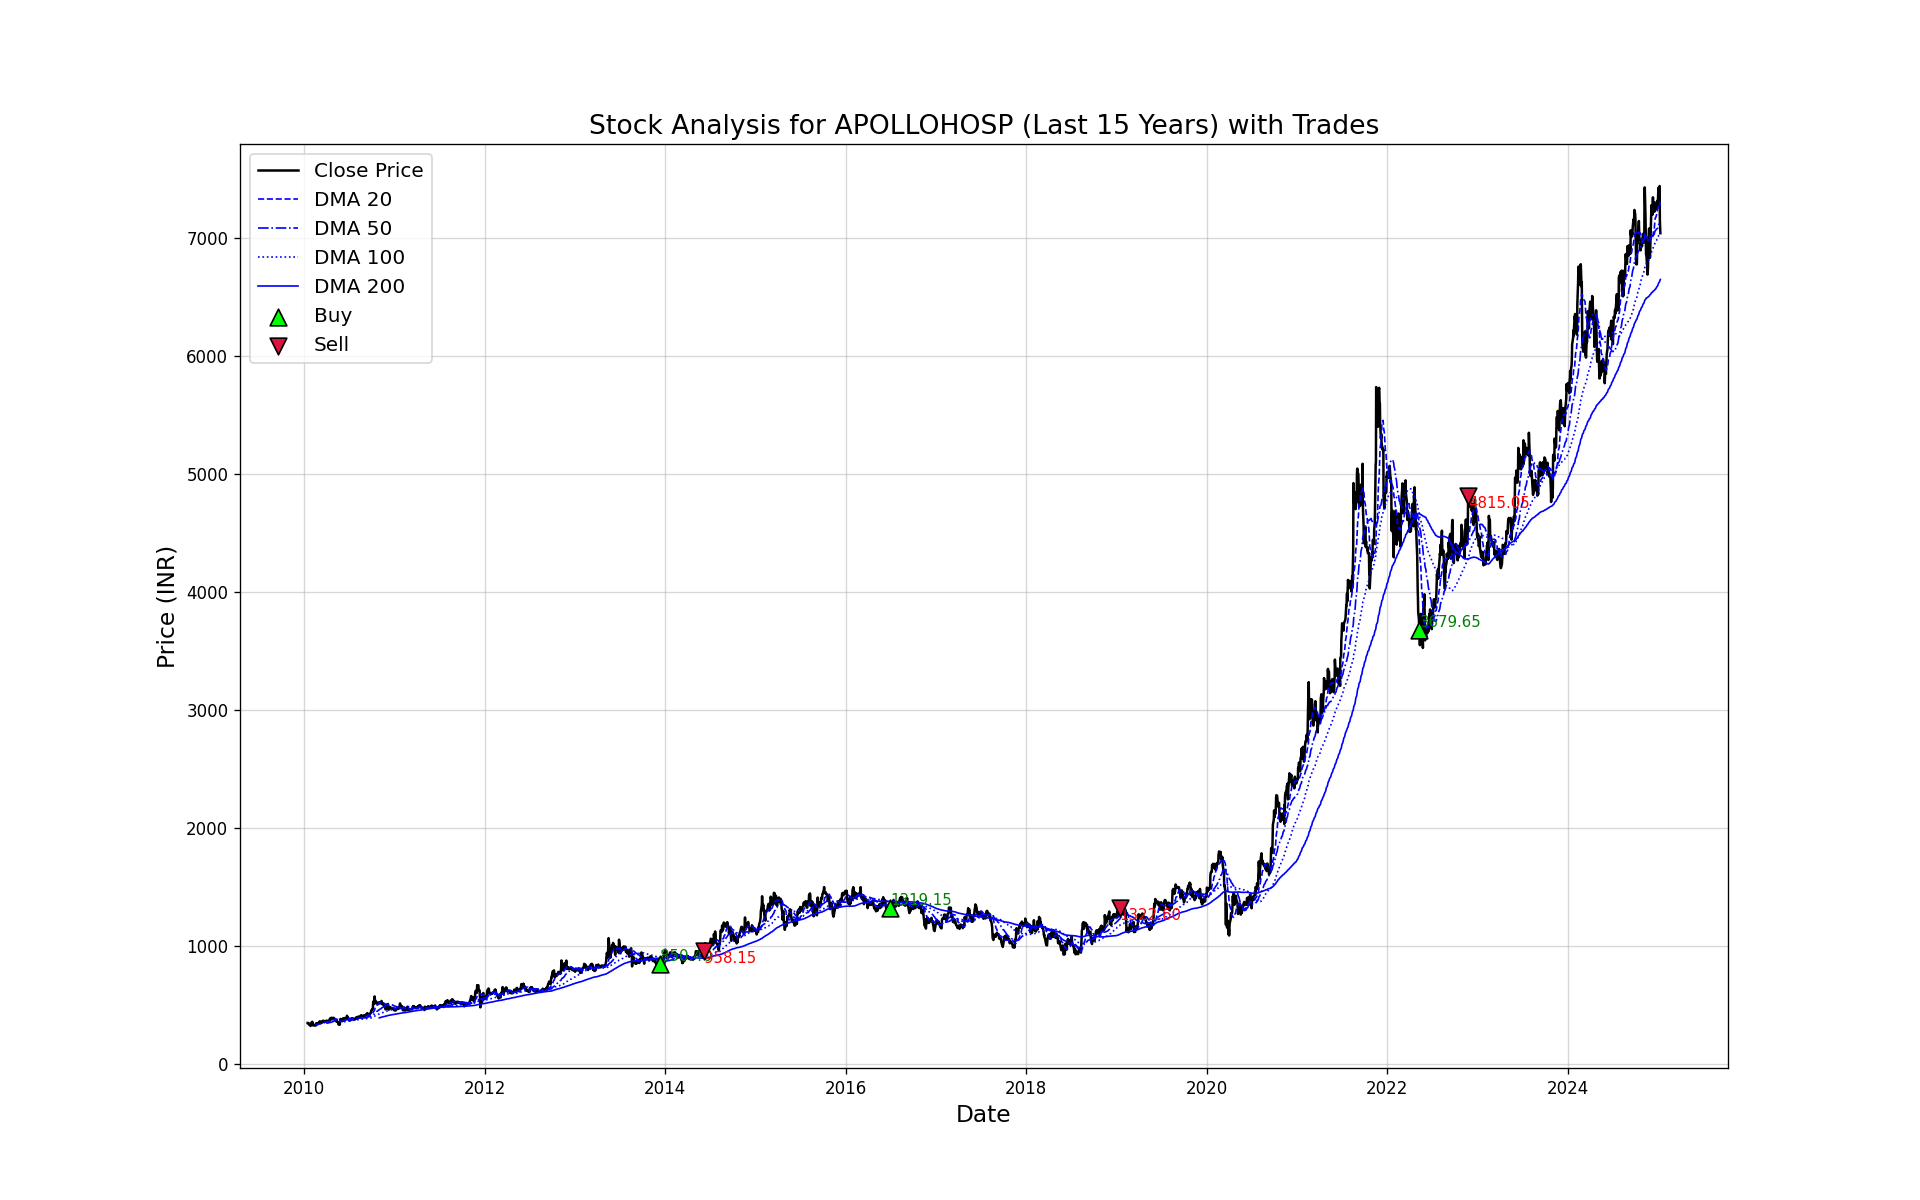 Stock Analysis for APOLLOHOSP (Last 15 Years) with Trades
Close Price
DMA 20
DMA 50
DMA 100
DMA 200
Buy
Sell
Price (INR)
7000
6000
5000
4000
3000
2000
1000
0
4815.05
3679.65
1319.15
958.15
2010
2012
2014
2016
2018
2020
2022
2024
Date